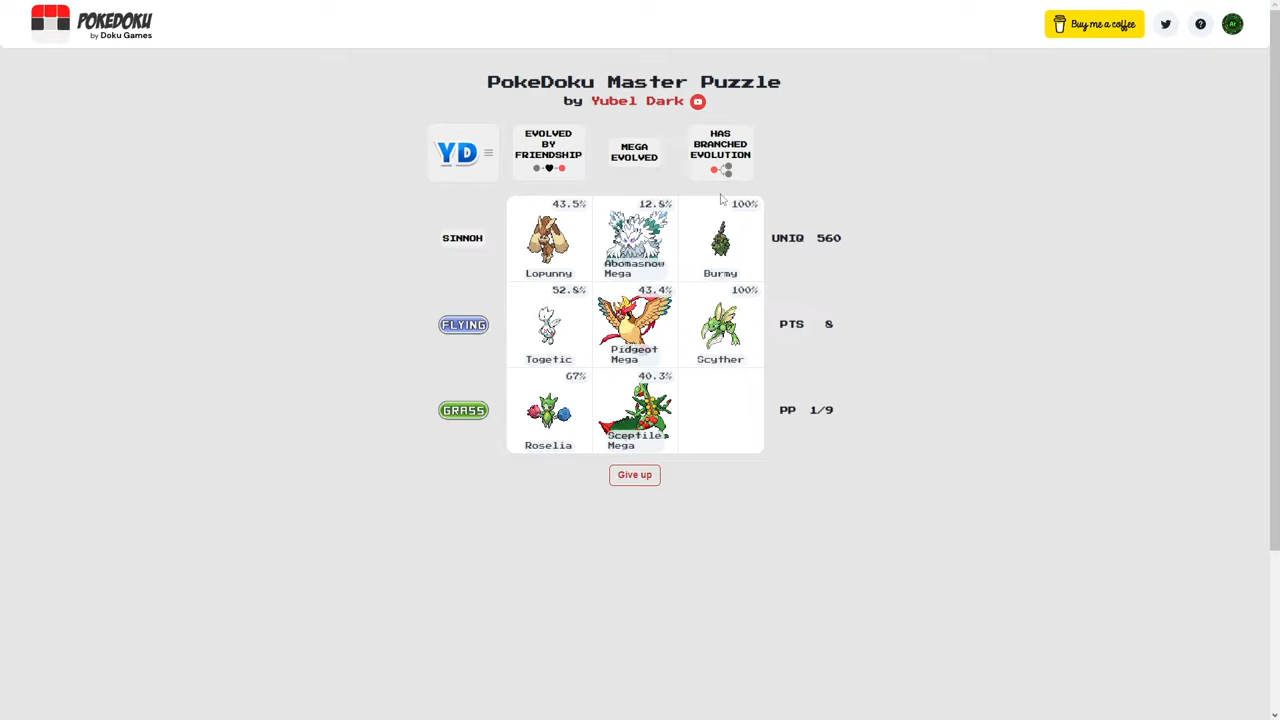 POKEDOKU
by Doku Games
Buy me a coffee
PokeDoku Master Puzzle
by Yubel Dark
YD
EVOLVED
BY
FRIENDSHIP
MEGA
EVOLVED
HAS
BRANCHED
EVOLUTION
43.5%
12.8%
100%
SINNOH
UNIQ 560
Lopunny
Abomasnow
Mega
Burmy
52.8%
43.4%
100%
FLYING
PTS 8
Togetic
Pidgeot
Mega
Scyther
67%
40.3%
GRASS
PP 1/9
Roselia
Sceptile
Mega
Give up